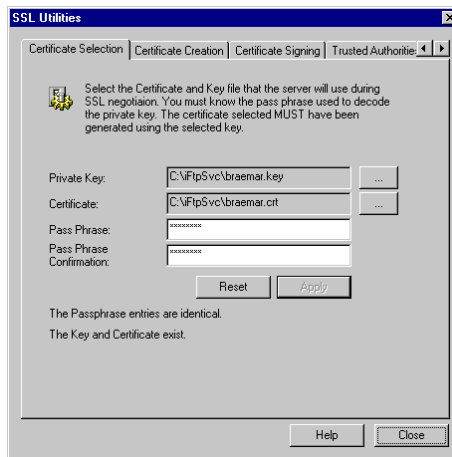 SSL Utilities
Certificate Selection
Certificate Creation
Certificate Signing
Trusted Authoritie
Select the Certificate and Key file that the server will use during
SSL negotiaion. You must know the pass phrase used to decode
the private key. The certificate selected MUST have been
generated using the selected key.
Private Key:
C:\iFtpSvc\braemar.key
...
Certificate:
C:\iFtpSvc\braemar.crt
...
Pass Phrase:
xxxxxxxx
Pass Phrase
Confirmation:
xxxxxxxx
Reset
Apply
The Passphrase entries are identical.
The Key and Certificate exist.
Help
Close